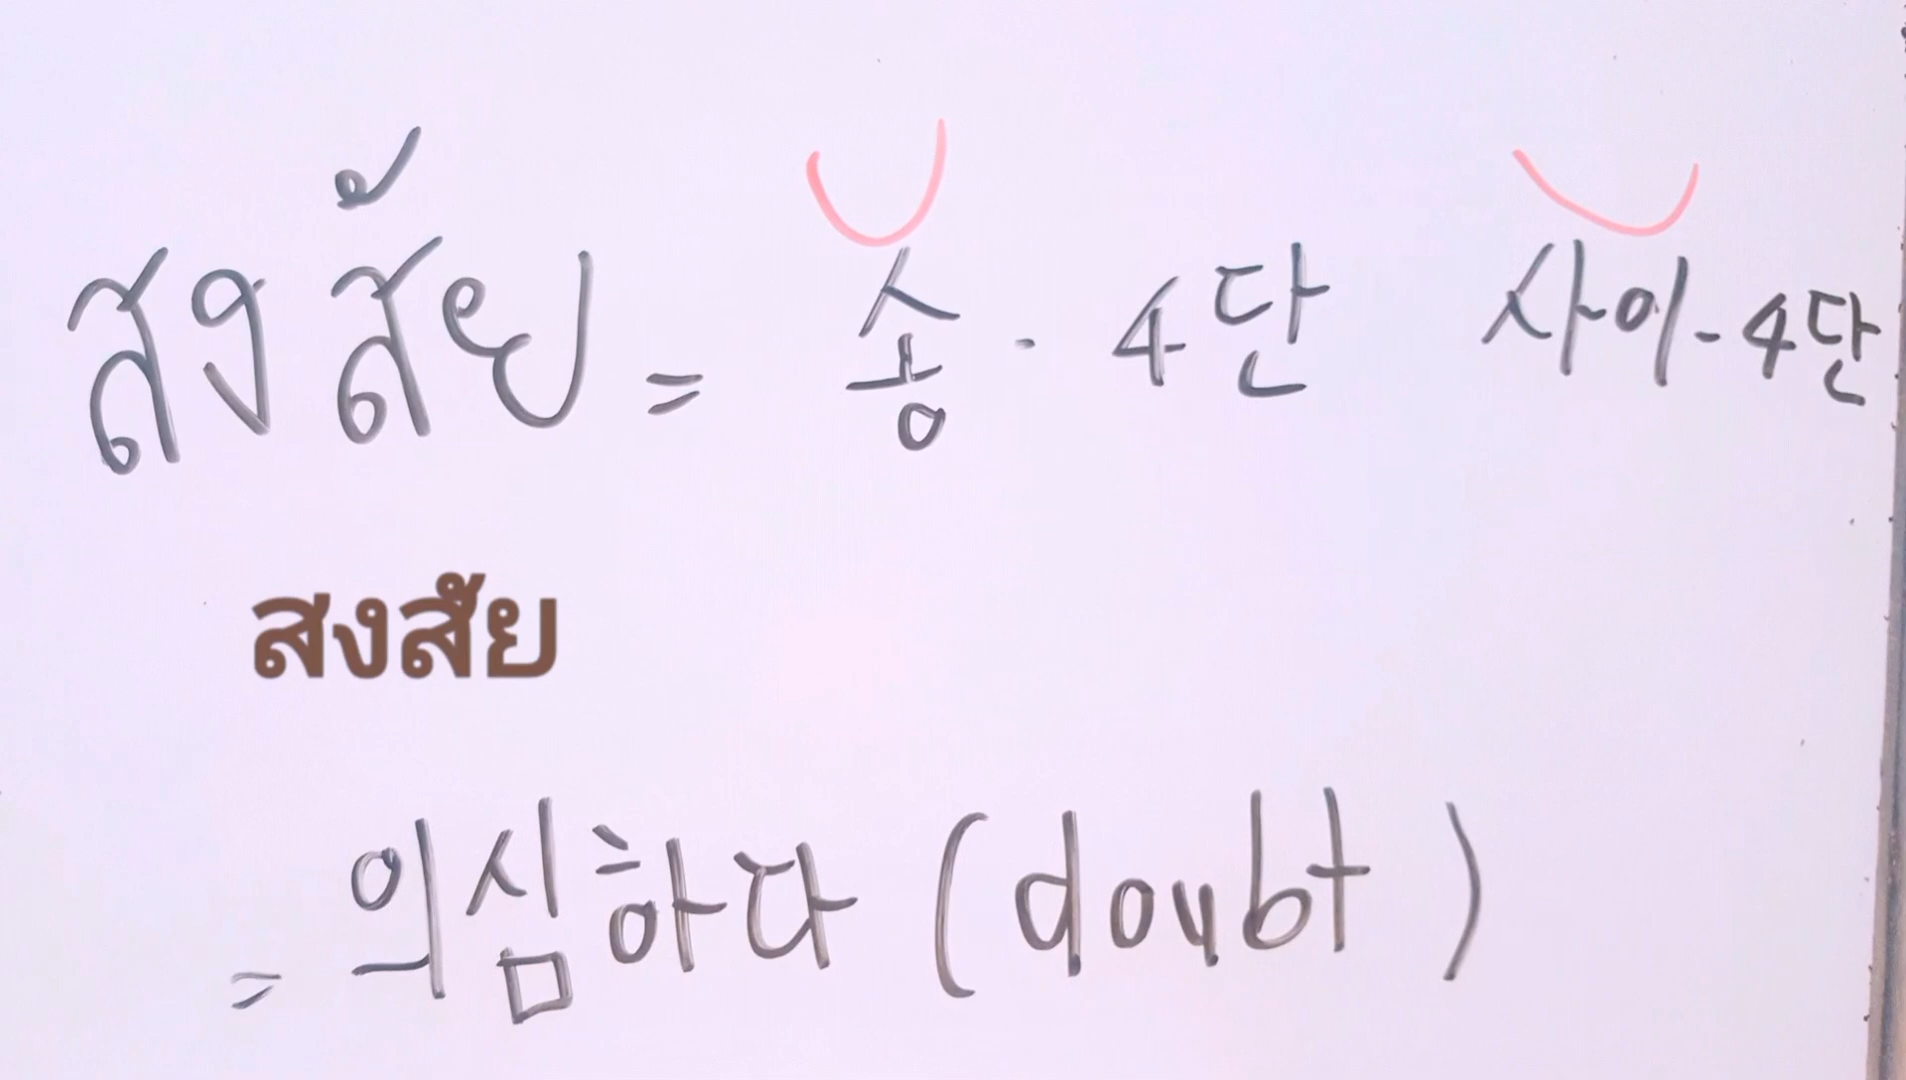 สงสัย =송 - 4단 사이 - 4단
สงสัย
= 의심하다 (doubt)